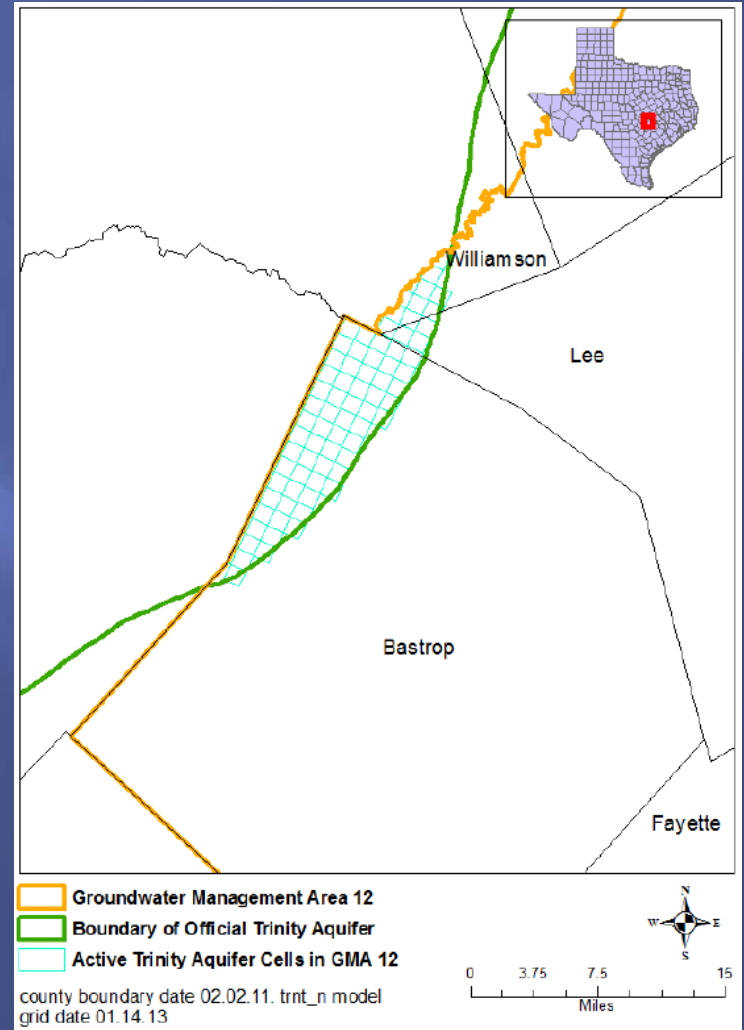 Williamson
Lee
Bastrop
Fayette
Groundwater Management Area 12
Boundary of Official Trinity Aquifer
Active Trinity Aquifer Cells in GMA 12
county boundary date 02.02.11. trnt_n model
grid date 01.14.13
N
W E
S
0 3.75 7.5 15
Miles